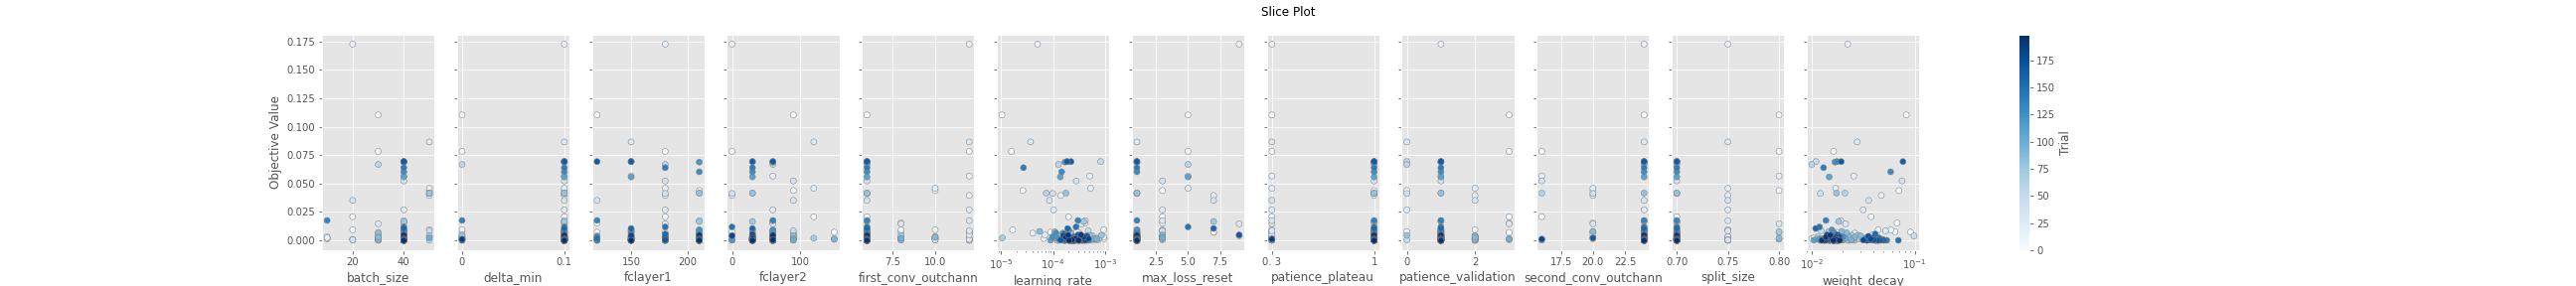 Slice Plot
Objective Value
0.175
0.150
0.125
0.100
0.075
0.050
0.025
0.000
20 40
batch_size
0 0.1
delta_min
150 200
fclayer1
0 100
fclayer2
7.5 10.0
first_conv_outchann
10⁻⁵ 10⁻⁴ 10⁻³
learning_rate
2.5 5.0 7.5
max_loss_reset
0.3 1
patience_plateau
0 2
patience_validation
17.5 20.0 22.5
second_conv_outchann
0.70 0.75 0.80
split_size
10⁻² 10⁻¹
weight_decay
175
150
125
100
75
50
25
0
Trial